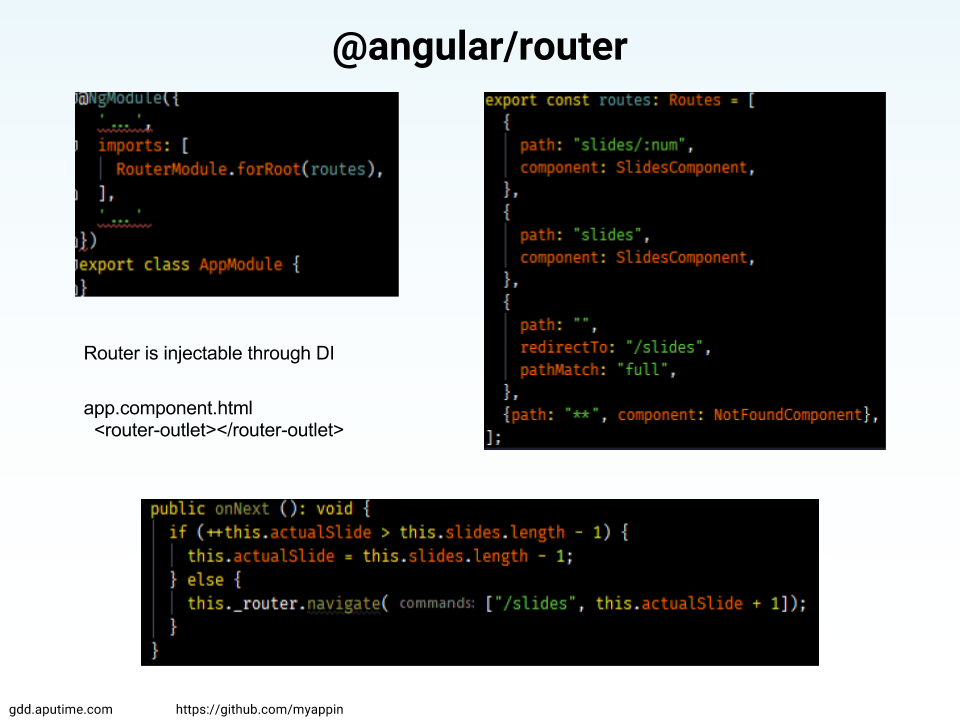 @angular/router
@NgModule({
'...',
imports: [
RouterModule.forRoot(routes),
],
'...'
})
export class AppModule {
}
Router is injectable through DI
app.component.html
<router-outlet></router-outlet>
export const routes: Routes = [
{
path: "slides/:num",
component: SlidesComponent,
},
{
path: "slides",
component: SlidesComponent,
},
{
path: "",
redirectTo: "/slides",
pathMatch: "full",
},
{path: "**", component: NotFoundComponent},
];
public onNext (): void {
if (++this.actualSlide > this.slides.length - 1) {
this.actualSlide = this.slides.length - 1;
} else {
this._router.navigate( commands: ["/slides", this.actualSlide + 1]);
}
}
gdd.aputime.com
https://github.com/myappin